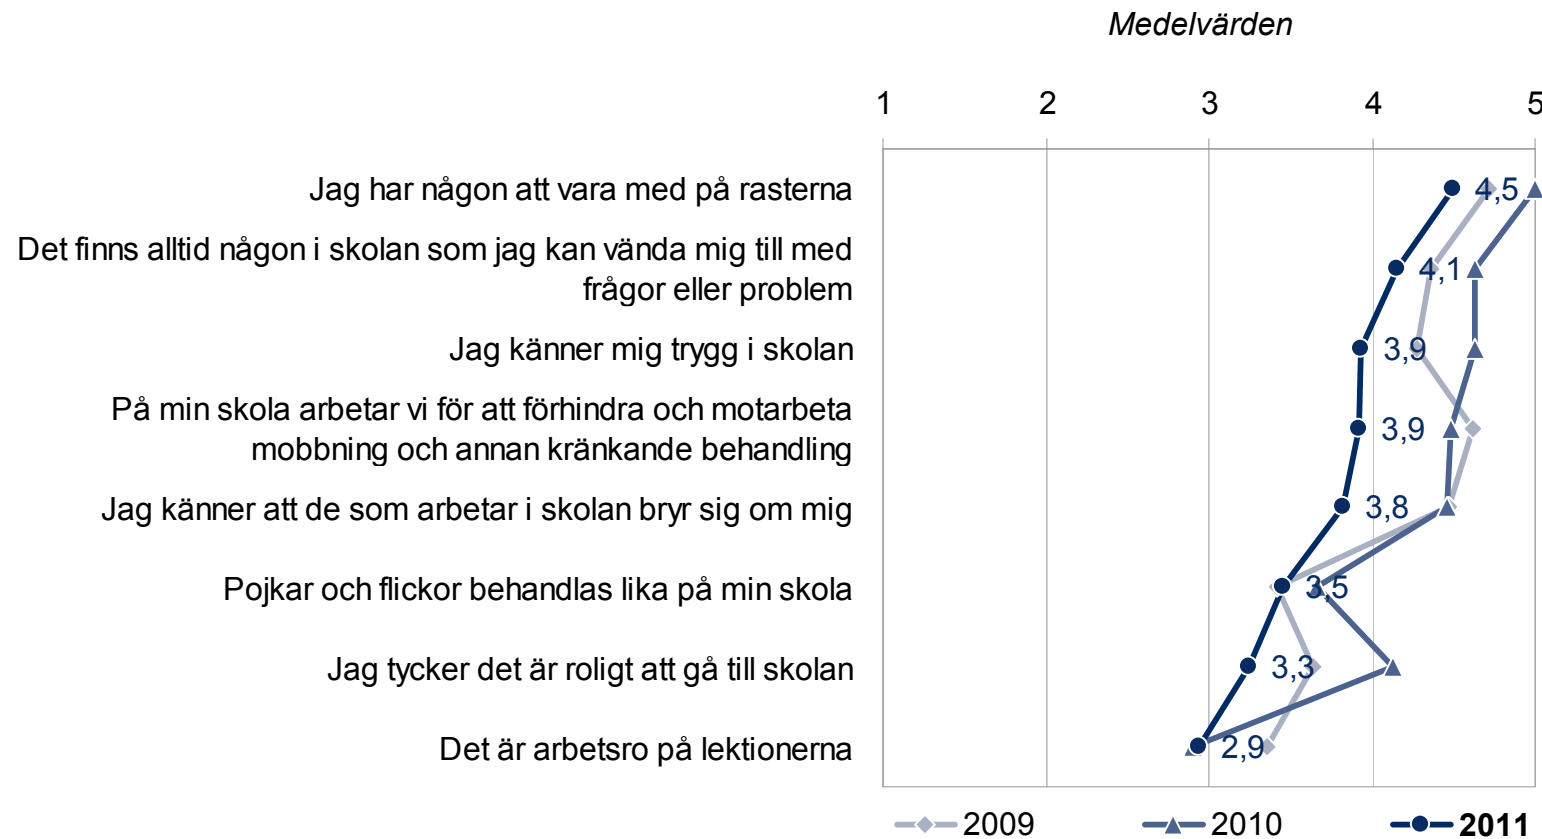 Medelvärden
1 2 3 4 5
Jag har någon att vara med på rasterna 4,5
Det finns alltid någon i skolan som jag kan vända mig till med
frågor eller problem 4,1
Jag känner mig trygg i skolan 3,9
På min skola arbetar vi för att förhindra och motarbeta
mobbning och annan kränkande behandling 3,9
Jag känner att de som arbetar i skolan bryr sig om mig 3,8
Pojkar och flickor behandlas lika på min skola 3,5
Jag tycker det är roligt att gå till skolan 3,3
Det är arbetsro på lektionerna 2,9
2009 2010 2011